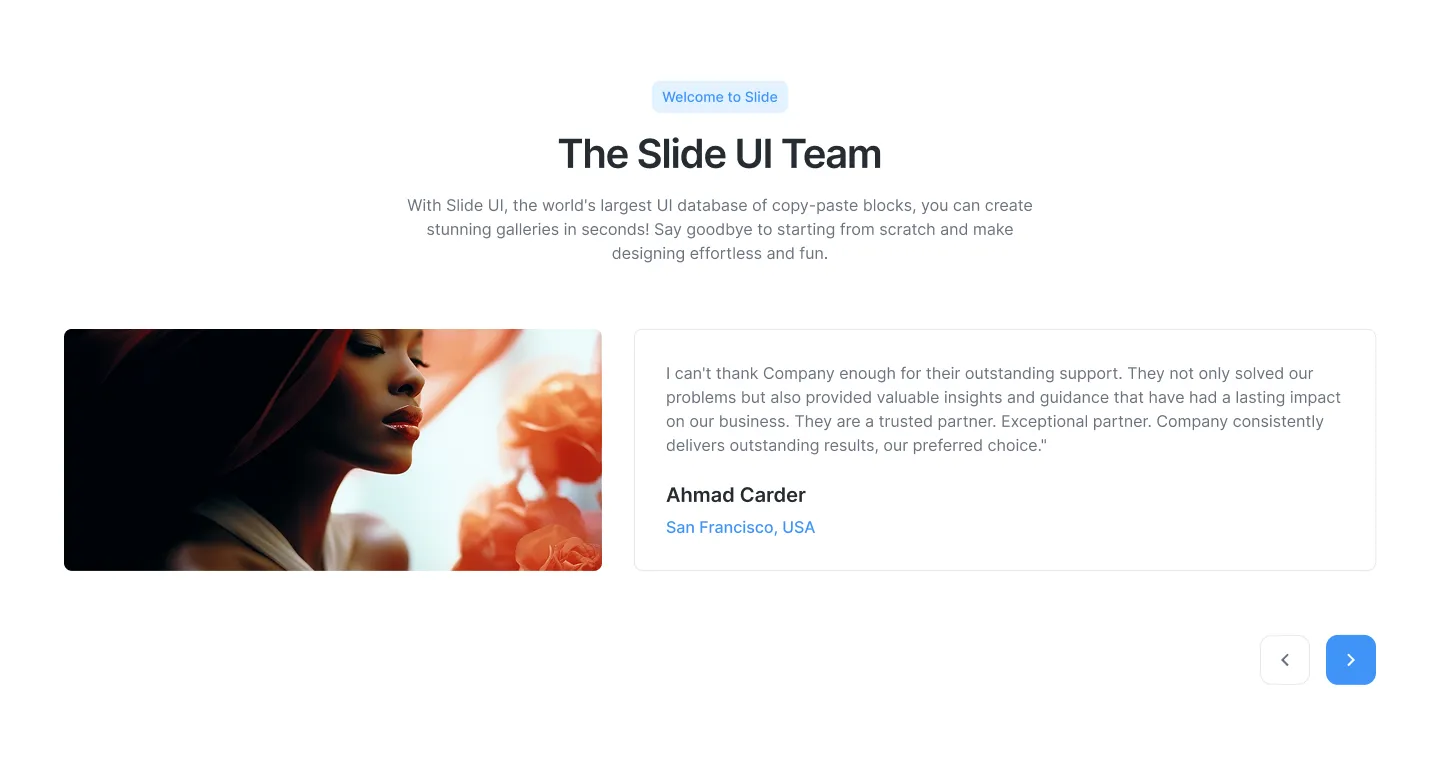 Welcome to Slide
The Slide UI Team
With Slide UI, the world's largest UI database of copy-paste blocks, you can create
stunning galleries in seconds! Say goodbye to starting from scratch and make
designing effortless and fun.
I can't thank Company enough for their outstanding support. They not only solved our
problems but also provided valuable insights and guidance that have had a lasting impact
on our business. They are a trusted partner. Exceptional partner. Company consistently
delivers outstanding results, our preferred choice."
Ahmad Carder
San Francisco, USA